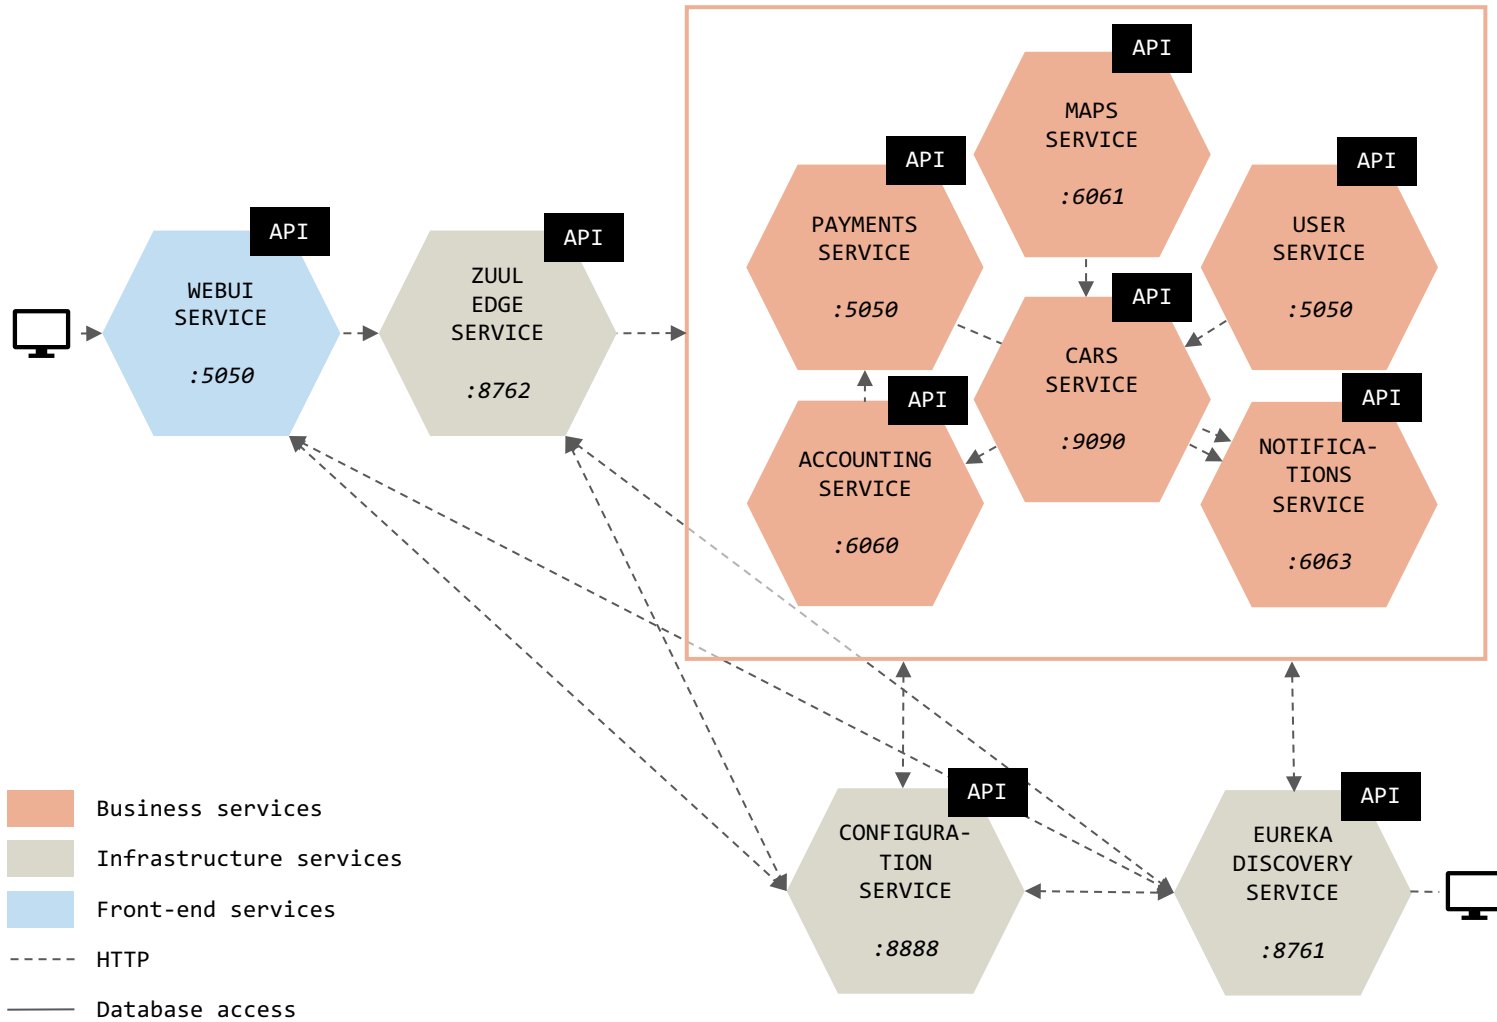 API
MAPS
SERVICE
:6061
API
PAYMENTS
SERVICE
:5050
API
USER
SERVICE
:5050
API
WEBUI
SERVICE
:5050
API
ZUUL
EDGE
SERVICE
:8762
API
CARS
SERVICE
:9090
API
ACCOUNTING
SERVICE
:6060
API
NOTIFICA-
TIONS
SERVICE
:6063
API
CONFIGURA-
TION
SERVICE
:8888
API
EUREKA
DISCOVERY
SERVICE
:8761
Business services
Infrastructure services
Front-end services
HTTP
Database access